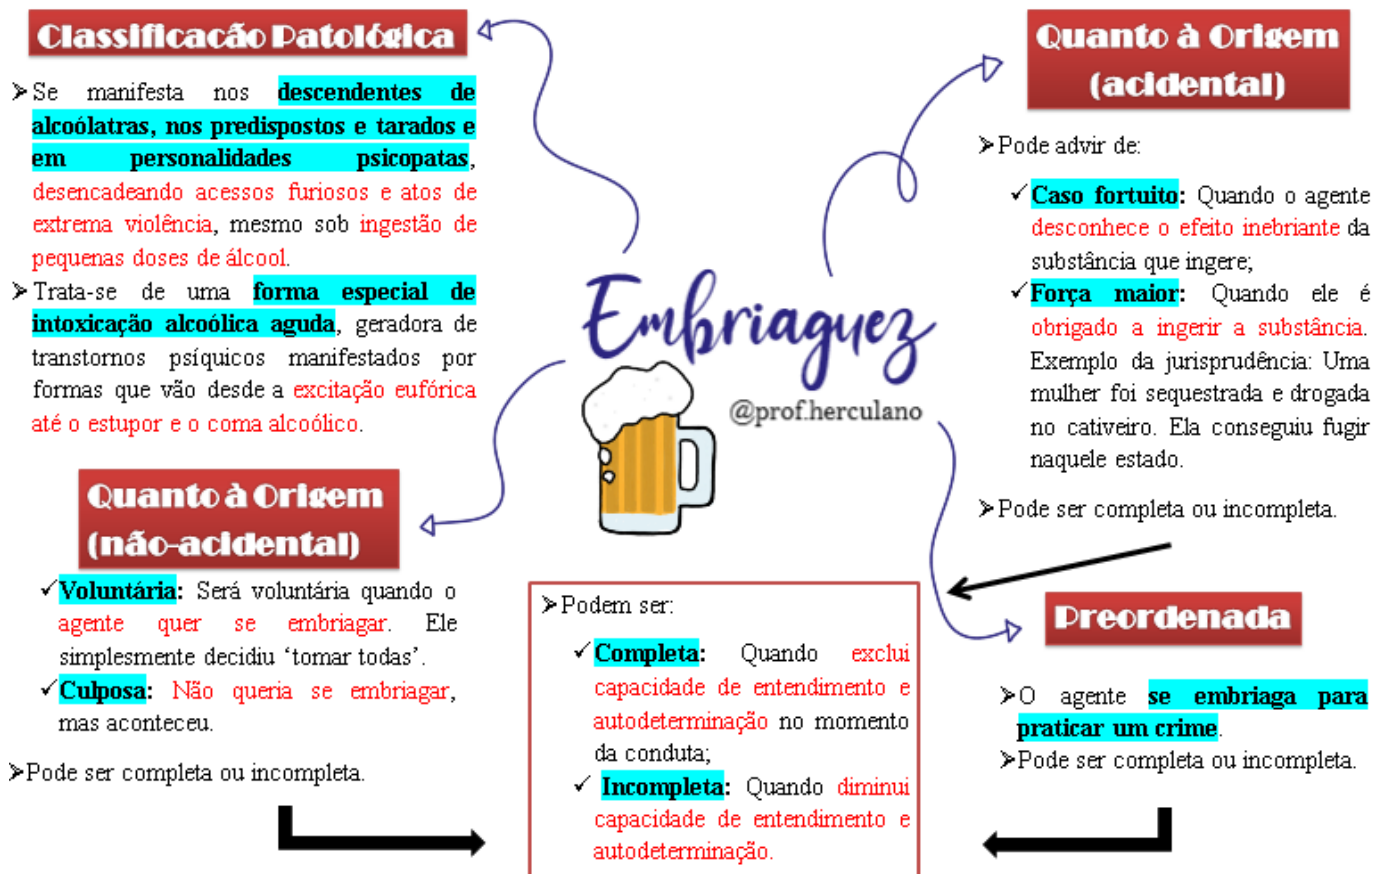 Classificação Patológica
➢Se manifesta nos descendentes de
alcoólatras, nos predispostos e tarados e
em personalidades psicopatas,
desencadeando acessos furiosos e atos de
extrema violência, mesmo sob ingestão de
pequenas doses de álcool.
➢Trata-se de uma forma especial de
intoxicação alcoólica aguda, geradora de
transtornos psíquicos manifestados por
formas que vão desde a excitação eufórica
até o estupor e o coma alcoólico.
Quanto à Origem
(não-acidental)
✓Voluntária: Será voluntária quando o
agente quer se embriagar. Ele
simplesmente decidiu ‘tomar todas’.
✓Culposa: Não queria se embriagar,
mas aconteceu.
➢Pode ser completa ou incompleta.
Embriaguez
@prof.herculano
➢Podem ser:
✓Completa: Quando exclui
capacidade de entendimento e
autodeterminação no momento
da conduta;
✓Incompleta: Quando diminui
capacidade de entendimento e
autodeterminação.
Quanto à Origem
(acidental)
➢Pode advir de:
✓Caso fortuito: Quando o agente
desconhece o efeito inebriante da
substância que ingere;
✓Força maior: Quando ele é
obrigado a ingerir a substância.
Exemplo da jurisprudência: Uma
mulher foi sequestrada e drogada
no cativeiro. Ela conseguiu fugir
naquele estado.
➢Pode ser completa ou incompleta.
Preordenada
➢O agente se embriaga para
praticar um crime.
➢Pode ser completa ou incompleta.